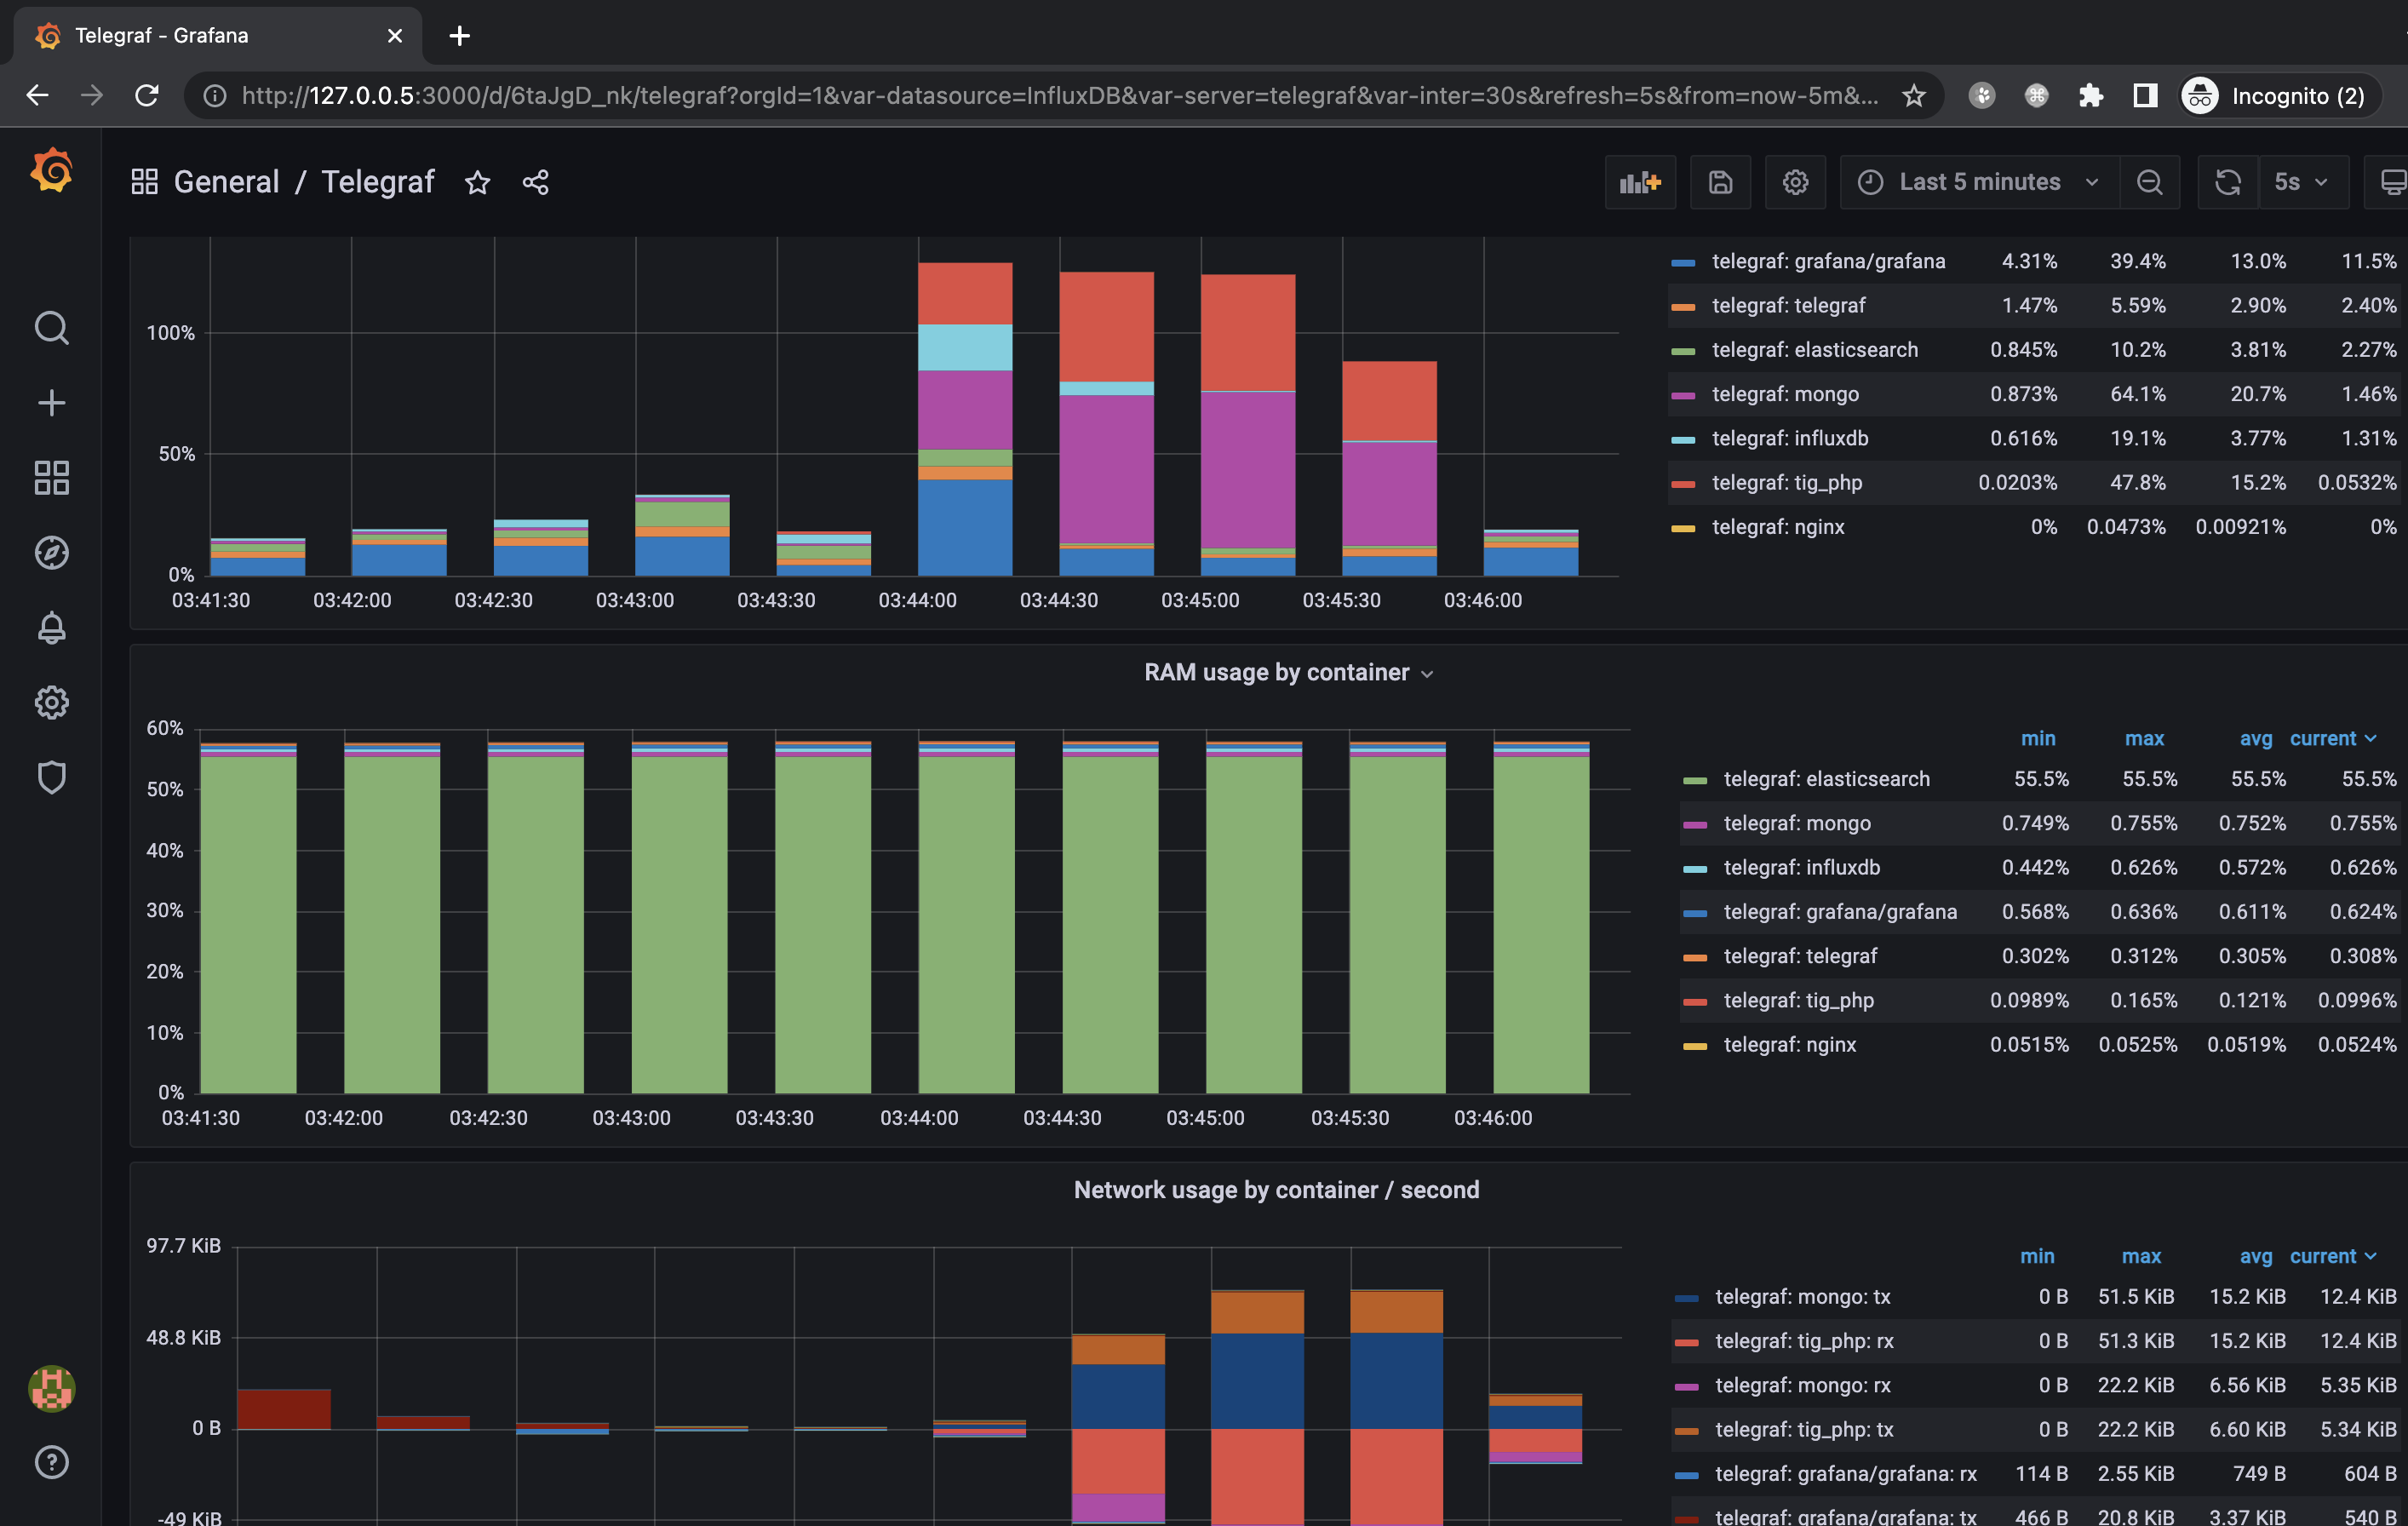 Telegraf - Grafana
http://127.0.0.5:3000/d/6taJgD_nk/telegraf?orgId=1&var-datasource=InfluxDB&var-server=telegraf&var-inter=30s&refresh=5s&from=now-5m&...
Incognito (2)
General / Telegraf
Last 5 minutes
5s
100%
50%
0%
03:41:30 03:42:00 03:42:30 03:43:00 03:43:30 03:44:00 03:44:30 03:45:00 03:45:30 03:46:00
telegraf: grafana/grafana 4.31% 39.4% 13.0% 11.5%
telegraf: telegraf 1.47% 5.59% 2.90% 2.40%
telegraf: elasticsearch 0.845% 10.2% 3.81% 2.27%
telegraf: mongo 0.873% 64.1% 20.7% 1.46%
telegraf: influxdb 0.616% 19.1% 3.77% 1.31%
telegraf: tig_php 0.0203% 47.8% 15.2% 0.0532%
telegraf: nginx 0% 0.0473% 0.00921% 0%
RAM usage by container
60%
50%
40%
30%
20%
10%
0%
03:41:30 03:42:00 03:42:30 03:43:00 03:43:30 03:44:00 03:44:30 03:45:00 03:45:30 03:46:00
min max avg current
telegraf: elasticsearch 55.5% 55.5% 55.5% 55.5%
telegraf: mongo 0.749% 0.755% 0.752% 0.755%
telegraf: influxdb 0.442% 0.626% 0.572% 0.626%
telegraf: grafana/grafana 0.568% 0.636% 0.611% 0.624%
telegraf: telegraf 0.302% 0.312% 0.305% 0.308%
telegraf: tig_php 0.0989% 0.165% 0.121% 0.0996%
telegraf: nginx 0.0515% 0.0525% 0.0519% 0.0524%
Network usage by container / second
97.7 KiB
48.8 KiB
0 B
-49 KiB
min max avg current
telegraf: mongo: tx 0 B 51.5 KiB 15.2 KiB 12.4 KiB
telegraf: tig_php: rx 0 B 51.3 KiB 15.2 KiB 12.4 KiB
telegraf: mongo: rx 0 B 22.2 KiB 6.56 KiB 5.35 KiB
telegraf: tig_php: tx 0 B 22.2 KiB 6.60 KiB 5.34 KiB
telegraf: grafana/grafana: rx 114 B 2.55 KiB 749 B 604 B
telegraf: grafana/grafana: tx 466 B 20.8 KiB 3.37 KiB 540 B